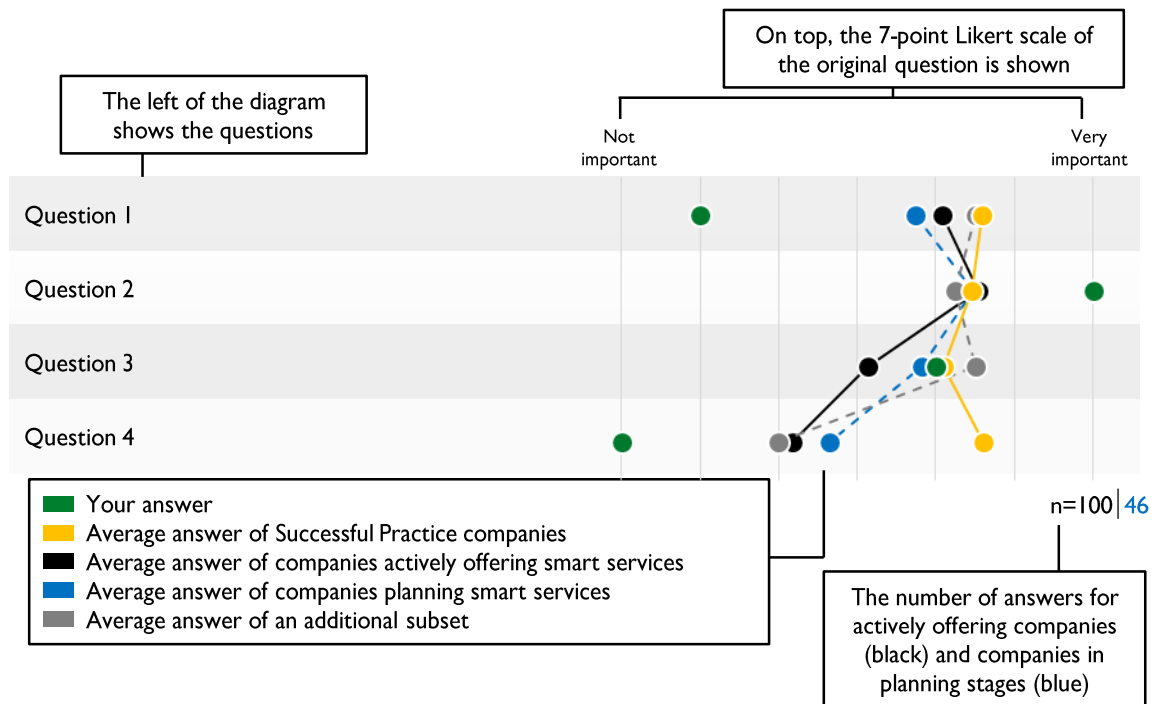 On top, the 7-point Likert scale of
the original question is shown
The left of the diagram
shows the questions
Not
important
Very
important
Question 1
Question 2
Question 3
Question 4
Your answer
Average answer of Successful Practice companies
Average answer of companies actively offering smart services
Average answer of companies planning smart services
Average answer of an additional subset
n=100|46
The number of answers for
actively offering companies
(black) and companies in
planning stages (blue)